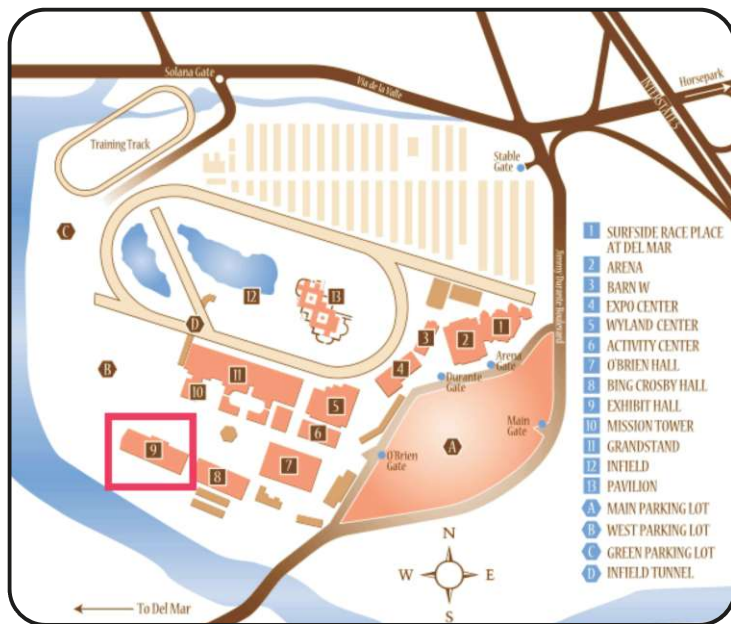 Solana Gate
Via de la Valle
INTERSTATE 5
Horsepark
Training Track
Stable
Gate
Jimmy Durante Boulevard
C
12
13
D
B
11
10
9
8
7
6
5
4
3
2
1
Arena
Gate
Durante
Gate
Main
Gate
A
O'Brien
Gate
N
W
E
S
To Del Mar
1 SURFSIDE RACE PLACE
AT DEL MAR
2 ARENA
3 BARN W
4 EXPO CENTER
5 WYLAND CENTER
6 ACTIVITY CENTER
7 O'BRIEN HALL
8 BING CROSBY HALL
9 EXHIBIT HALL
10 MISSION TOWER
11 GRANDSTAND
12 INFIELD
13 PAVILION
A MAIN PARKING LOT
B WEST PARKING LOT
C GREEN PARKING LOT
D INFIELD TUNNEL